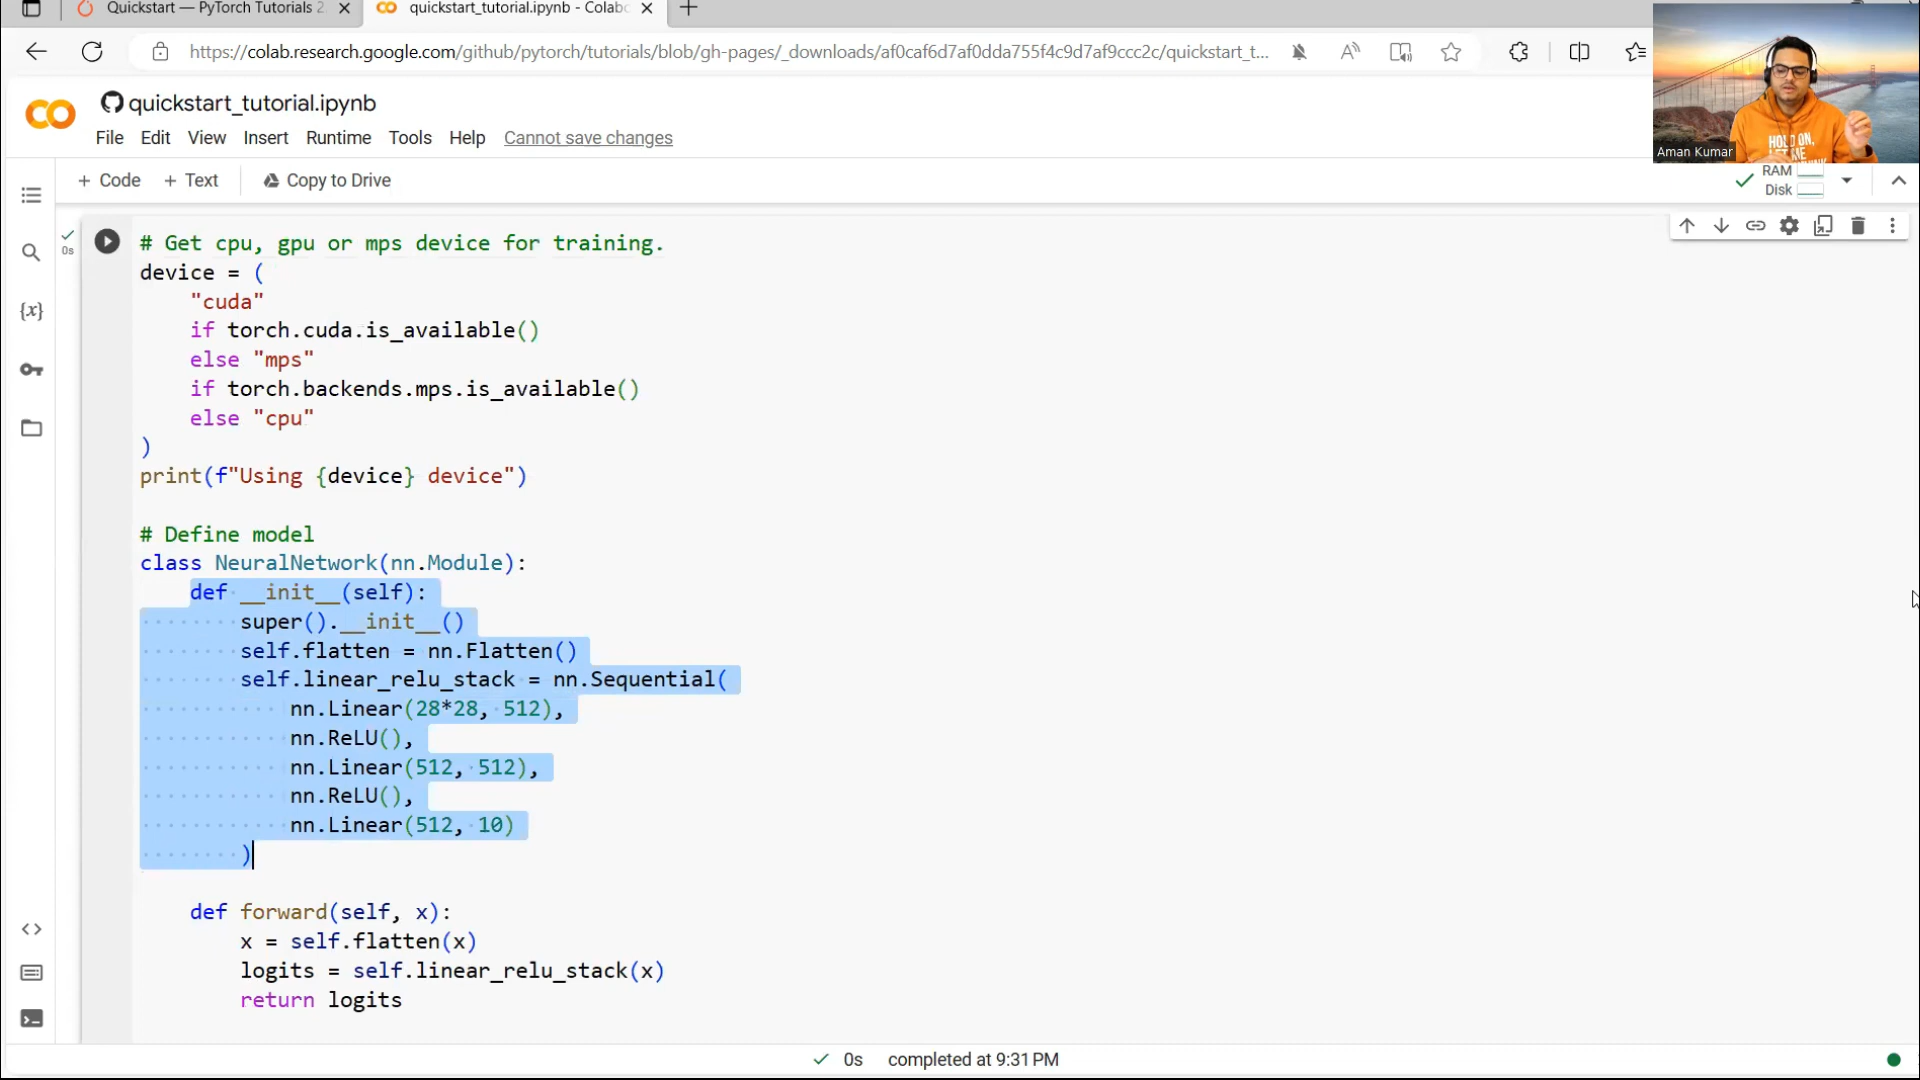 Quickstart — PyTorch Tutorials 2
quickstart_tutorial.ipynb - Colab
https://colab.research.google.com/github/pytorch/tutorials/blob/gh-pages/_downloads/af0caf6d7af0dda755f4c9d7af9ccc2c/quickstart_t...
quickstart_tutorial.ipynb
File Edit View Insert Runtime Tools Help Cannot save changes
+ Code + Text Copy to Drive
HOLD ON,
Aman Kumar
RAM
Disk
0s
# Get cpu, gpu or mps device for training.
device = (
    "cuda"
    if torch.cuda.is_available()
    else "mps"
    if torch.backends.mps.is_available()
    else "cpu"
)
print(f"Using {device} device")
# Define model
class NeuralNetwork(nn.Module):
    def __init__(self):
        super().__init__()
        self.flatten = nn.Flatten()
        self.linear_relu_stack = nn.Sequential(
            nn.Linear(28*28, 512),
            nn.ReLU(),
            nn.Linear(512, 512),
            nn.ReLU(),
            nn.Linear(512, 10)
        )
    def forward(self, x):
        x = self.flatten(x)
        logits = self.linear_relu_stack(x)
        return logits
0s completed at 9:31 PM